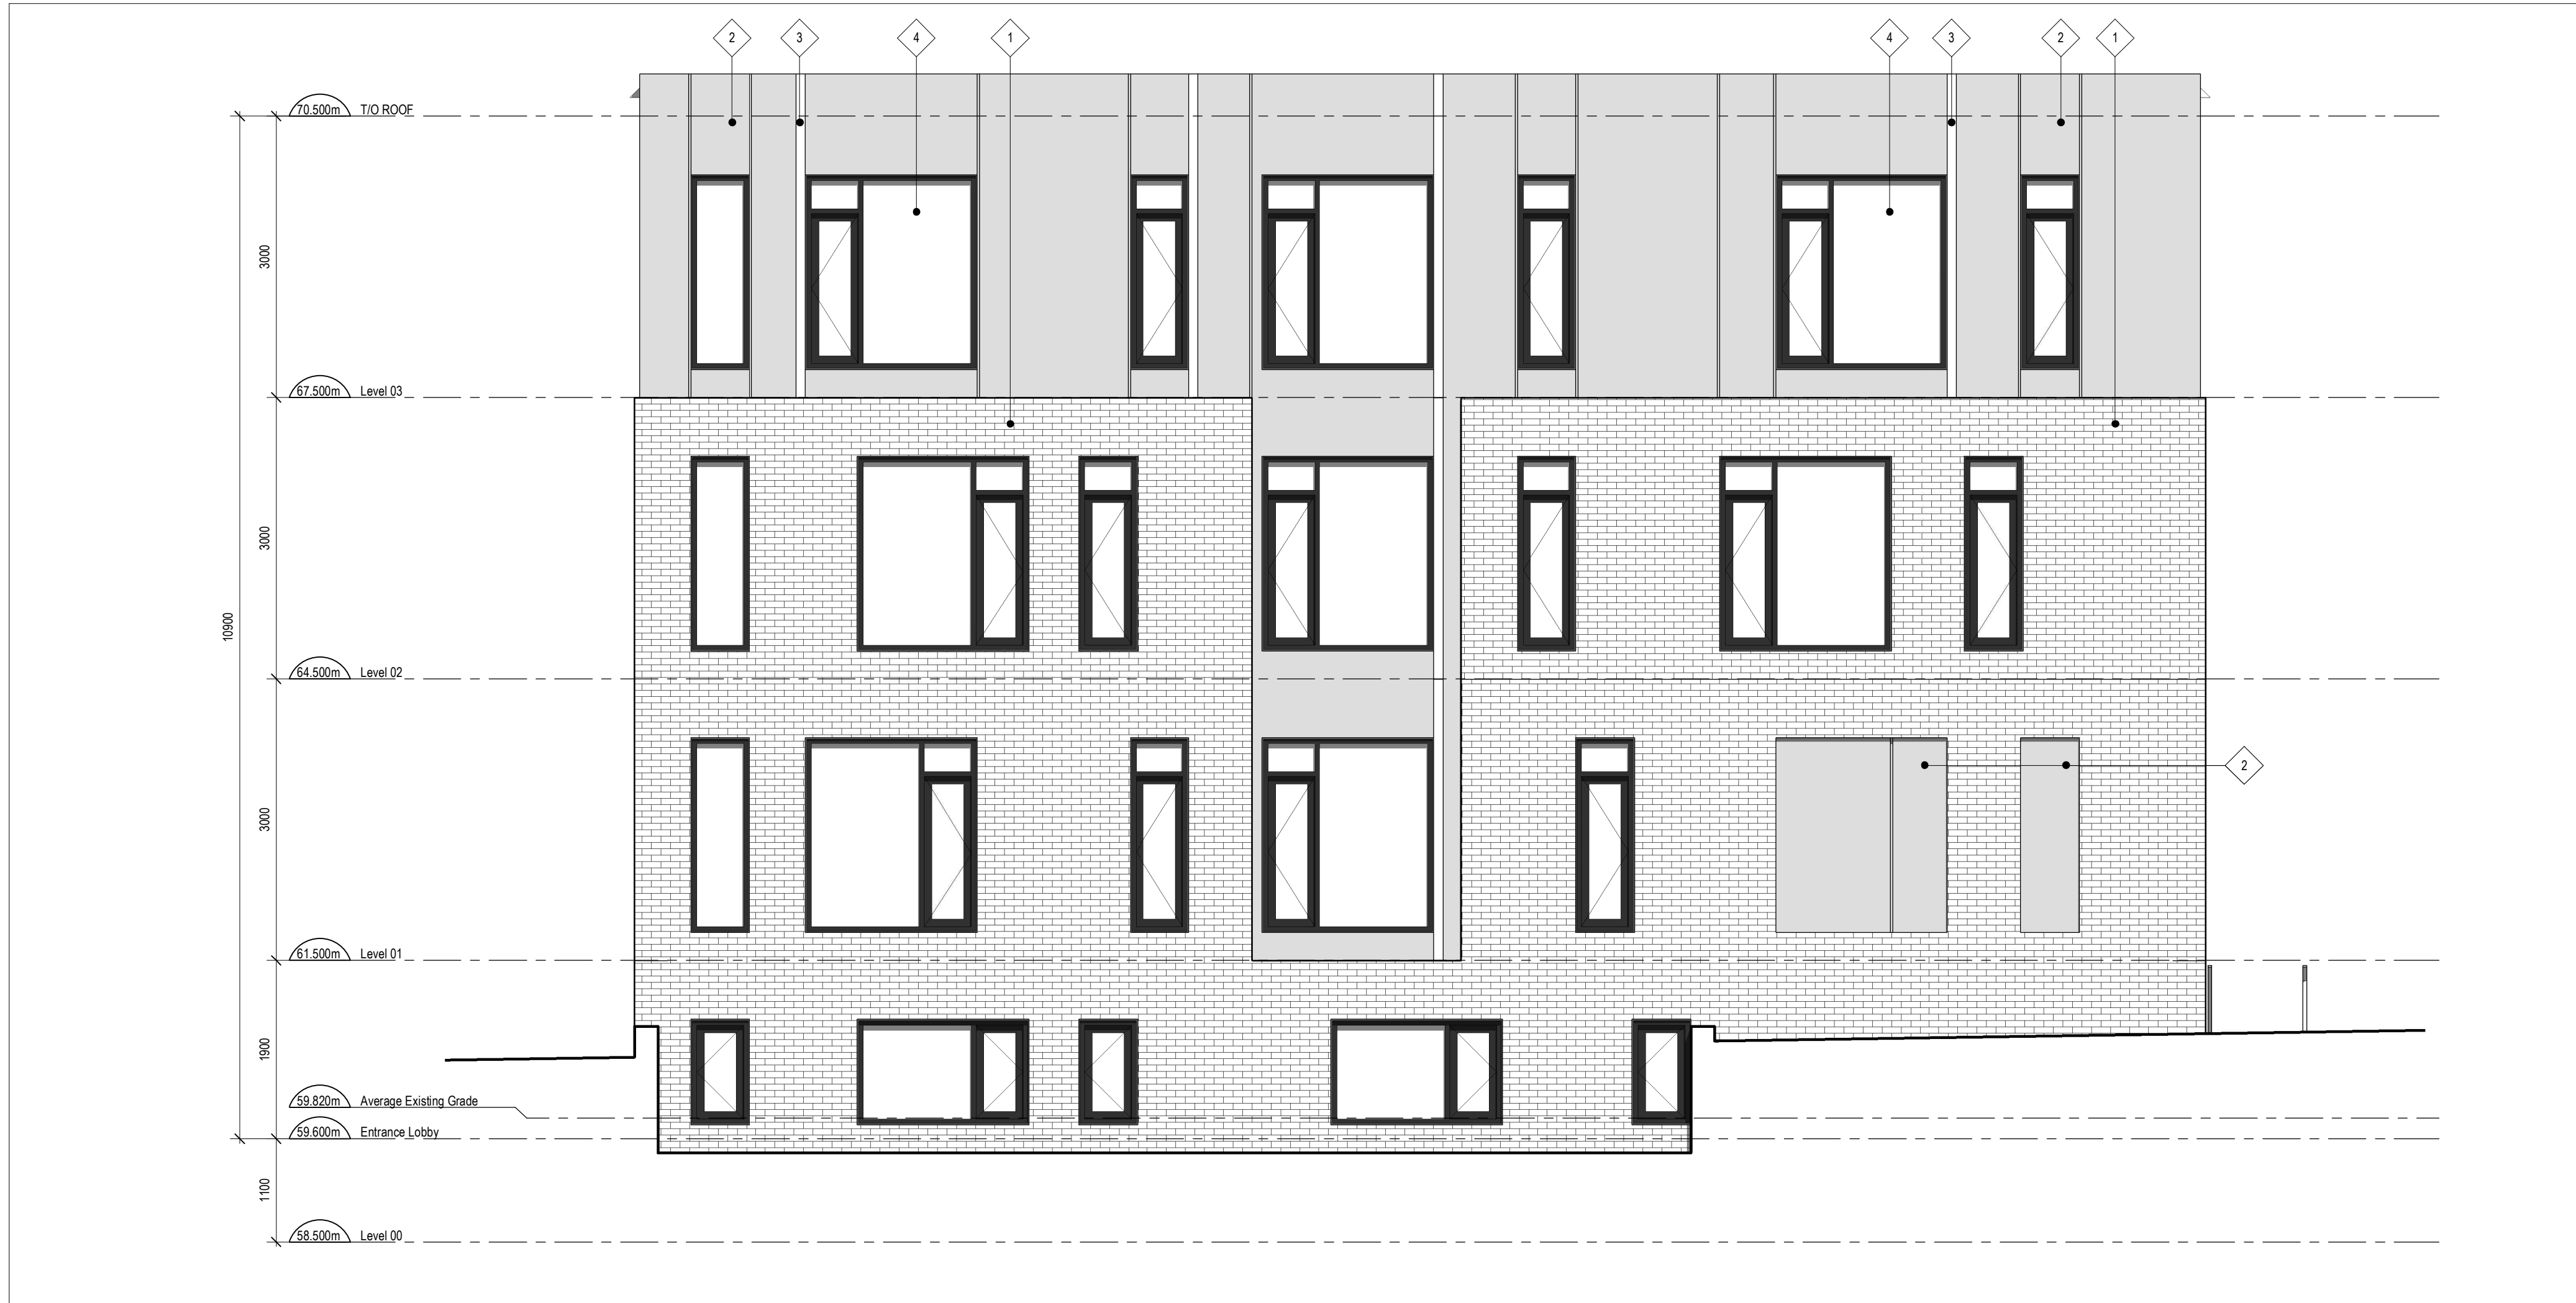 2 3 4 1 4 3 2 1
70.500m T/O ROOF
3000
67.500m Level 03
3000
10900
64.500m Level 02
3000
2
61.500m Level 01
1900
59.820m Average Existing Grade
59.600m Entrance Lobby
1100
58.500m Level 00